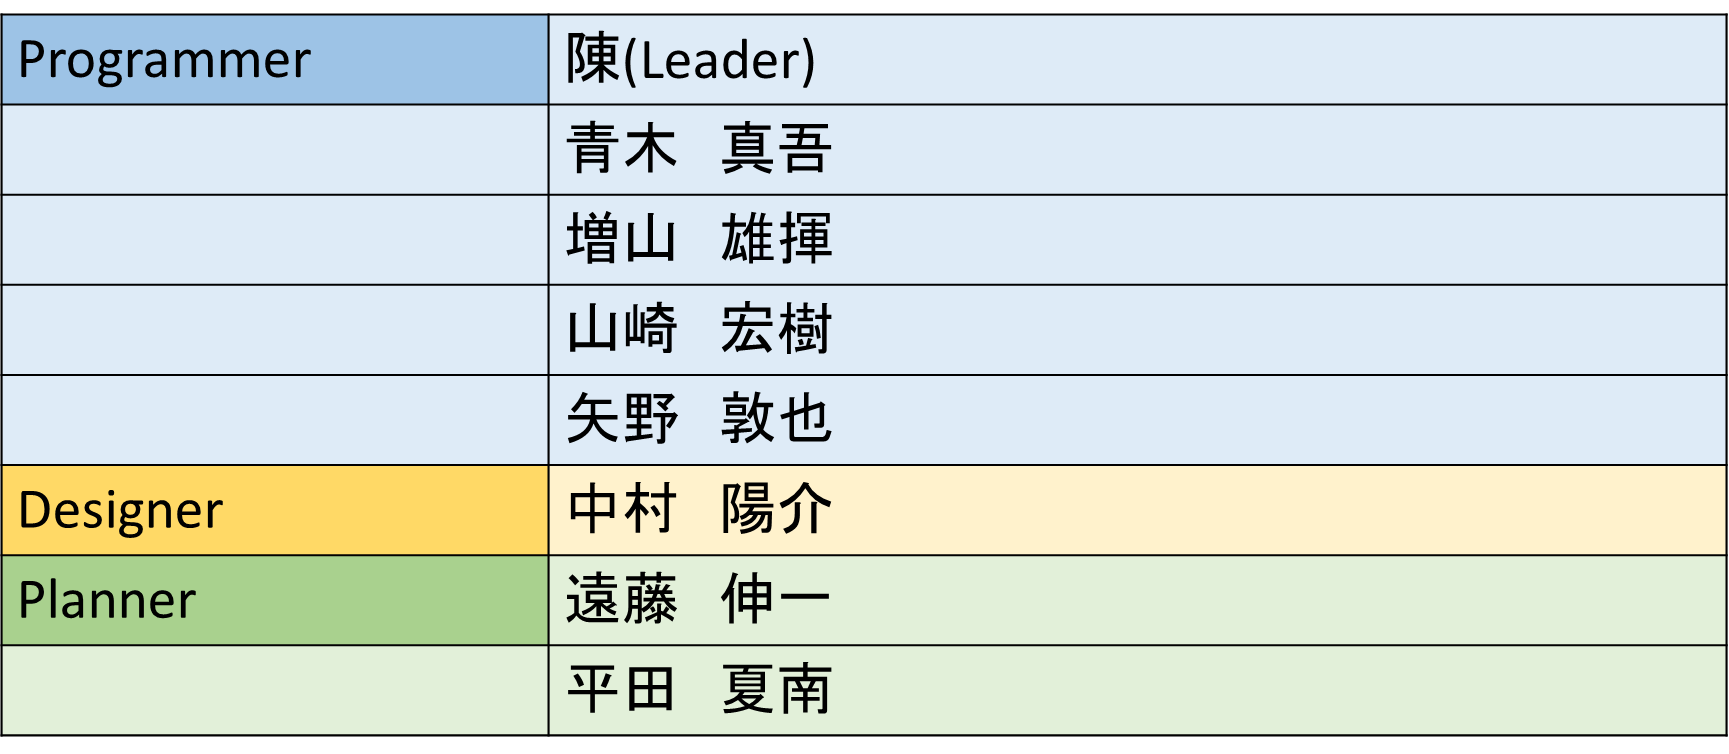 Programmer 陳(Leader)
青木　真吾
増山　雄揮
山崎　宏樹
矢野　敦也
Designer 中村　陽介
Planner 遠藤　伸一
平田　夏南